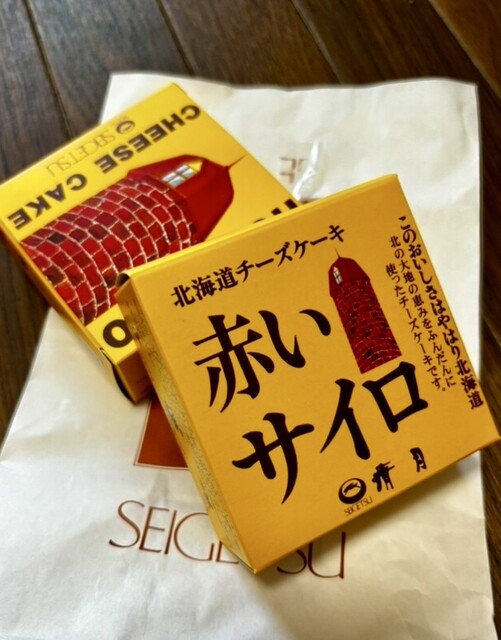 CHEESE CAKE
SEIGETSU
北海道チーズケーキ
赤い
サイロ
このおいしさはやはり北海道
北の大地の恵みをふんだんに
使ったチーズケーキです。
清月
SEIGETSU
SEIGETSU